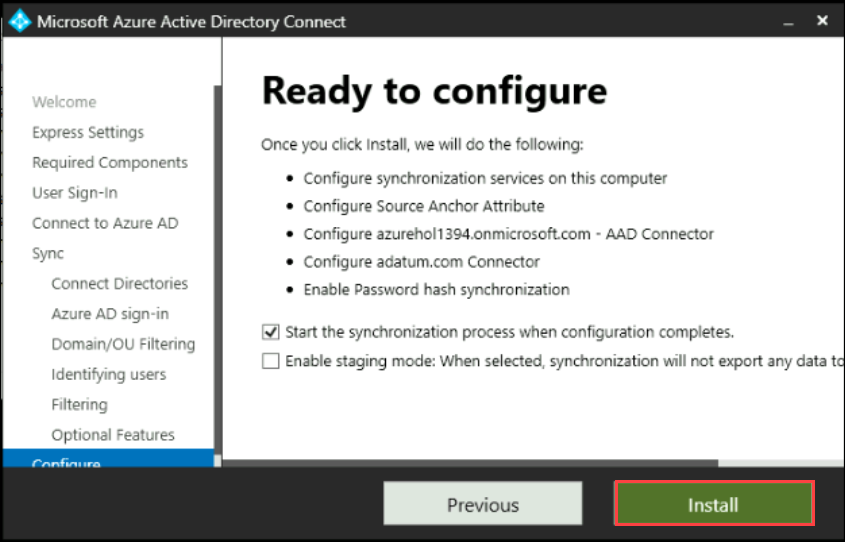 Microsoft Azure Active Directory Connect
Welcome
Express Settings
Required Components
User Sign-In
Connect to Azure AD
Sync
Connect Directories
Azure AD sign-in
Domain/OU Filtering
Identifying users
Filtering
Optional Features
Configure
Ready to configure
Once you click Install, we will do the following:
• Configure synchronization services on this computer
• Configure Source Anchor Attribute
• Configure azurehol1394.onmicrosoft.com - AAD Connector
• Configure adatum.com Connector
• Enable Password hash synchronization
Start the synchronization process when configuration completes.
Enable staging mode: When selected, synchronization will not export any data to
Previous
Install